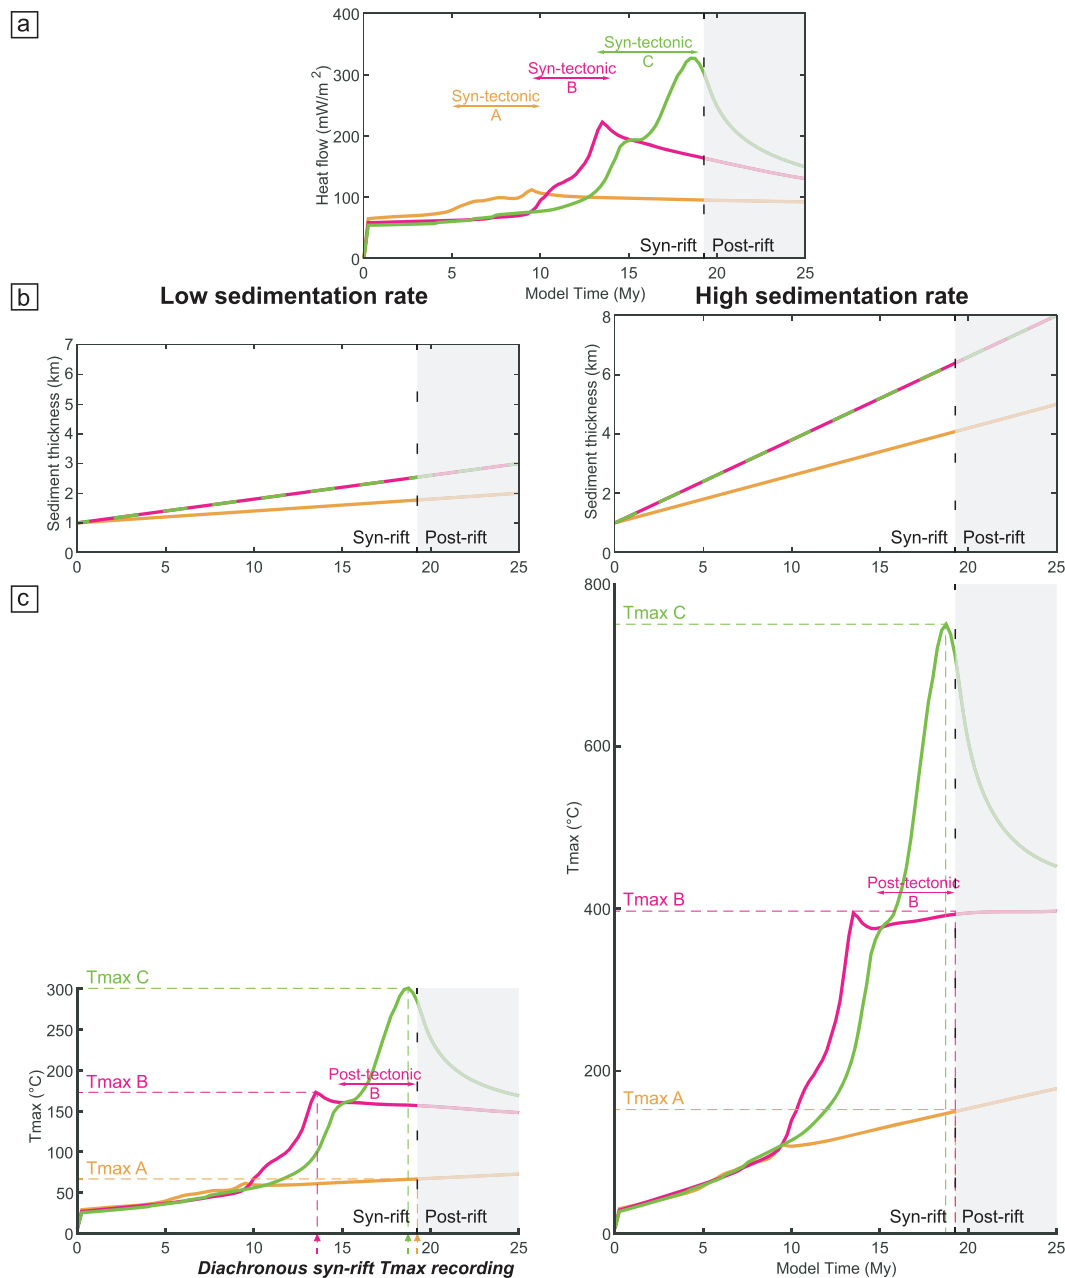 a
400
300
200
100
0
Heat flow (mW/m²)
Syn-tectonic
C
Syn-tectonic
B
Syn-tectonic
A
Syn-rift
Post-rift
0 5 10 15 20 25
Model Time (My)
b
Low sedimentation rate
High sedimentation rate
7
6
5
4
3
2
1
0
Sediment thickness (km)
Syn-rift
Post-rift
0 5 10 15 20 25
8
6
4
2
0
Sediment thickness (km)
Syn-rift
Post-rift
0 5 10 15 20 25
c
300
250
200
150
100
50
0
Tmax (°C)
Tmax C
Tmax B
Tmax A
Post-tectonic
B
Syn-rift
Post-rift
0 5 10 15 20 25
Diachronous syn-rift Tmax recording
800
600
400
200
0
Tmax (°C)
Tmax C
Tmax B
Tmax A
Post-tectonic
B
Syn-rift
Post-rift
0 5 10 15 20 25
Model Time (My)